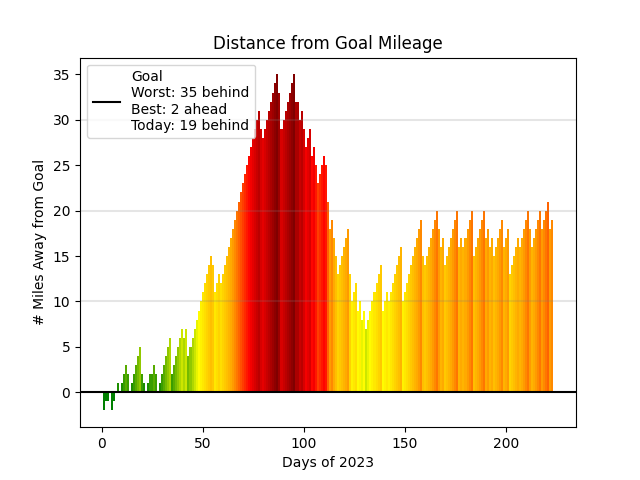 Distance from Goal Mileage
Goal
Worst: 35 behind
Best: 2 ahead
Today: 19 behind
# Miles Away from Goal
35
30
25
20
15
10
5
0
0 50 100 150 200
Days of 2023